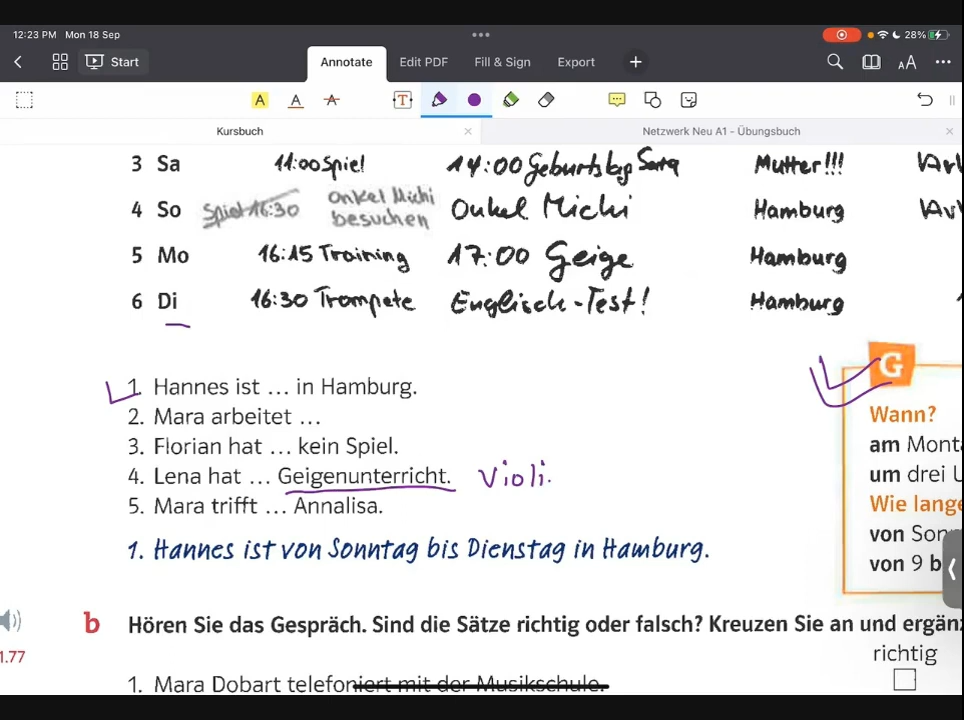 12:23 PM Mon 18 Sep
28%
Start
Annotate
Edit PDF
Fill & Sign
Export
AA
A A A T
Kursbuch
Netzwerk Neu A1 - Übungsbuch
3 Sa 11:00 Spiel 14:00 Geburtstag Mutter!!!
4 So Spiel 16:30 Onkel Michi besuchen Onkel Michi Hamburg
5 Mo 16:15 Training 17:00 Geige Hamburg
6 Di 16:30 Trompete Englisch-Test! Hamburg
1. Hannes ist ... in Hamburg.
2. Mara arbeitet ...
3. Florian hat ... kein Spiel.
4. Lena hat ... Geigenunterricht. Violi.
5. Mara trifft ... Annalisa.
1. Hannes ist von Sonntag bis Dienstag in Hamburg.
G
Wann?
am Mont
um drei U
Wie lange
von Son
von 9 b
b Hören Sie das Gespräch. Sind die Sätze richtig oder falsch? Kreuzen Sie an und ergän
1.77
richtig
1. Mara Dobart telefoniert mit der Musikschule.